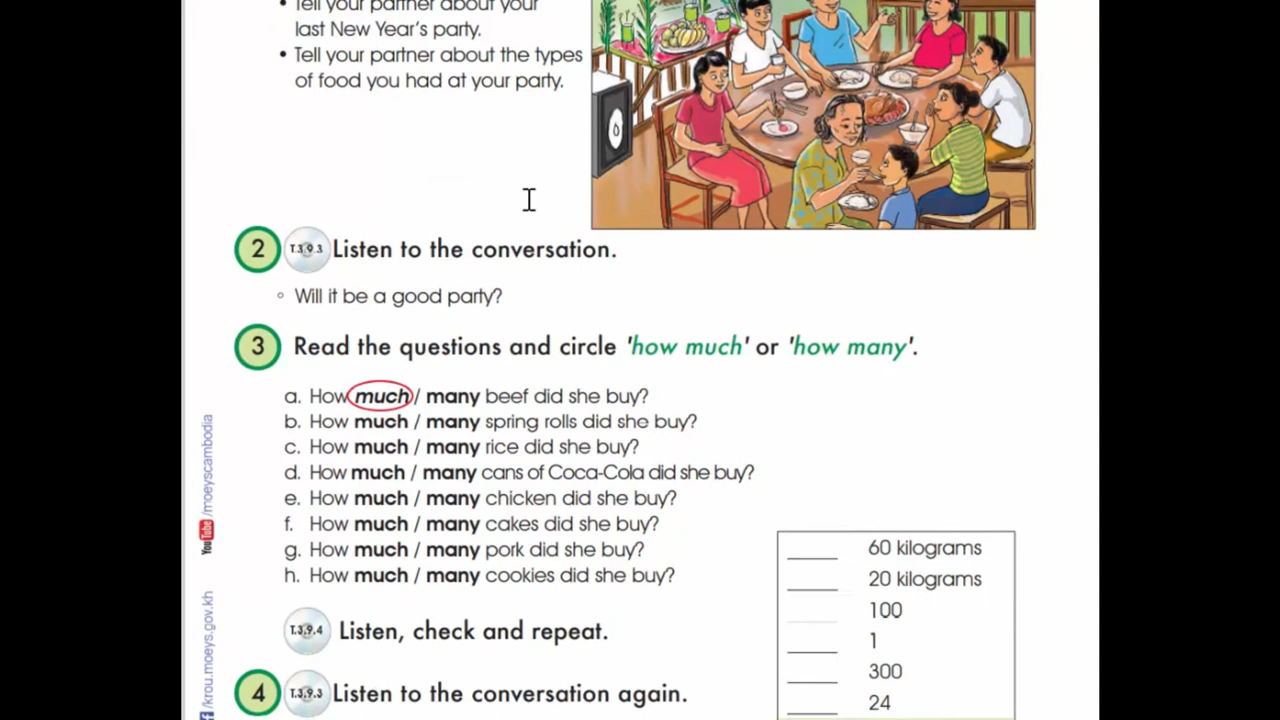 • Tell your partner about your
last New Year's party.
• Tell your partner about the types
of food you had at your party.
2 T.3.9.3 Listen to the conversation.
° Will it be a good party?
3 Read the questions and circle 'how much' or 'how many'.
a. How much / many beef did she buy?
b. How much / many spring rolls did she buy?
c. How much / many rice did she buy?
d. How much / many cans of Coca-Cola did she buy?
e. How much / many chicken did she buy?
f. How much / many cakes did she buy?
g. How much / many pork did she buy?
h. How much / many cookies did she buy?
T.3.9.4 Listen, check and repeat.
4 T.3.9.3 Listen to the conversation again.
____ 60 kilograms
____ 20 kilograms
____ 100
____ 1
____ 300
____ 24
YouTube /moeyscambodia
f /krou.moeys.gov.kh